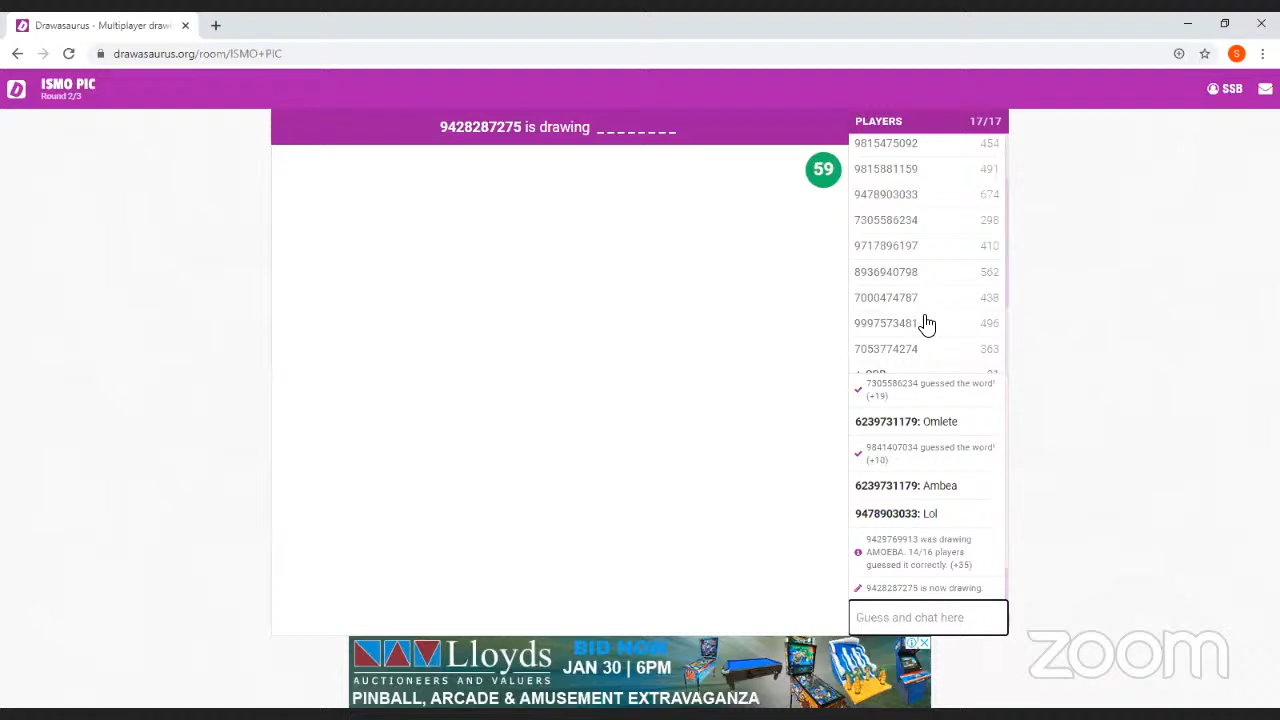 Drawasaurus - Multiplayer draw
drawasaurus.org/room/ISMO+PIC
S
ISMO PIC
Round 2/3
SSB
9428287275 is drawing _ _ _ _ _ _ _ _
59
PLAYERS 17/17
9815475092 454
9815881159 491
9478903033 674
7305586234 298
9717896197 410
8936940798 562
7000474787 438
9997573481 496
7053774274 363
7305586234 guessed the word!
(+19)
6239731179: Omlete
9841407034 guessed the word!
(+10)
6239731179: Ambea
9478903033: Lol
9429769913 was drawing
AMOEBA. 14/16 players
guessed it correctly. (+35)
9428287275 is now drawing.
Guess and chat here
Lloyds
AUCTIONEERS AND VALUERS
BID NOW
JAN 30 | 6PM
PINBALL, ARCADE & AMUSEMENT EXTRAVAGANZA
zoom